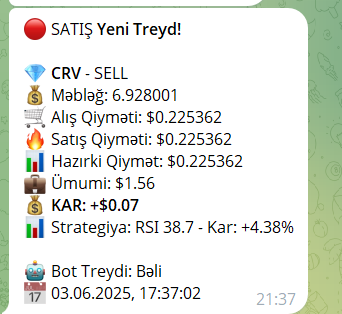 🔴 SATIŞ Yeni Treyd!
💎 CRV - SELL
💰 Məbləğ: 6.928001
🛒 Alış Qiyməti: $0.225362
🔥 Satış Qiyməti: $0.225362
📊 Hazırki Qiymət: $0.225362
💼 Ümumi: $1.56
💰 KAR: +$0.07
📊 Strategiya: RSI 38.7 - Kar: +4.38%
🤖 Bot Treydi: Bəli
📅 03.06.2025, 17:37:02
21:37